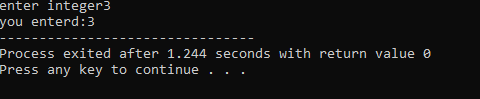 enter integer3
you enterd:3
--------------------------------
Process exited after 1.244 seconds with return value 0
Press any key to continue . . .